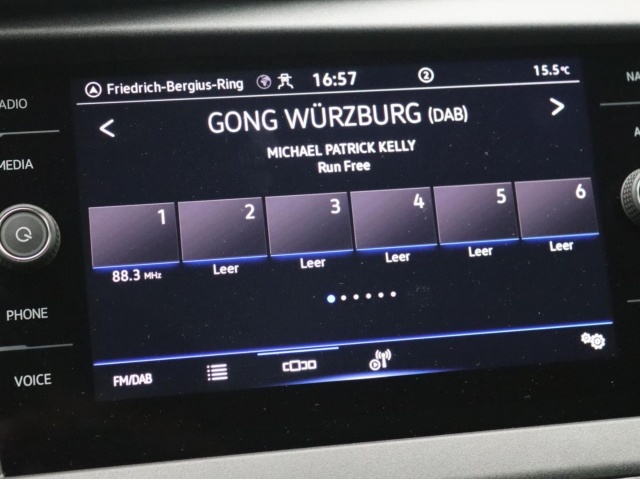 Friedrich-Bergius-Ring 16:57 2 15.5°C
GONG WÜRZBURG (DAB)
MICHAEL PATRICK KELLY
Run Free
1 2 3 4 5 6
88.3 MHz Leer Leer Leer Leer Leer
FM/DAB
ADIO
MEDIA
PHONE
VOICE
NA
A